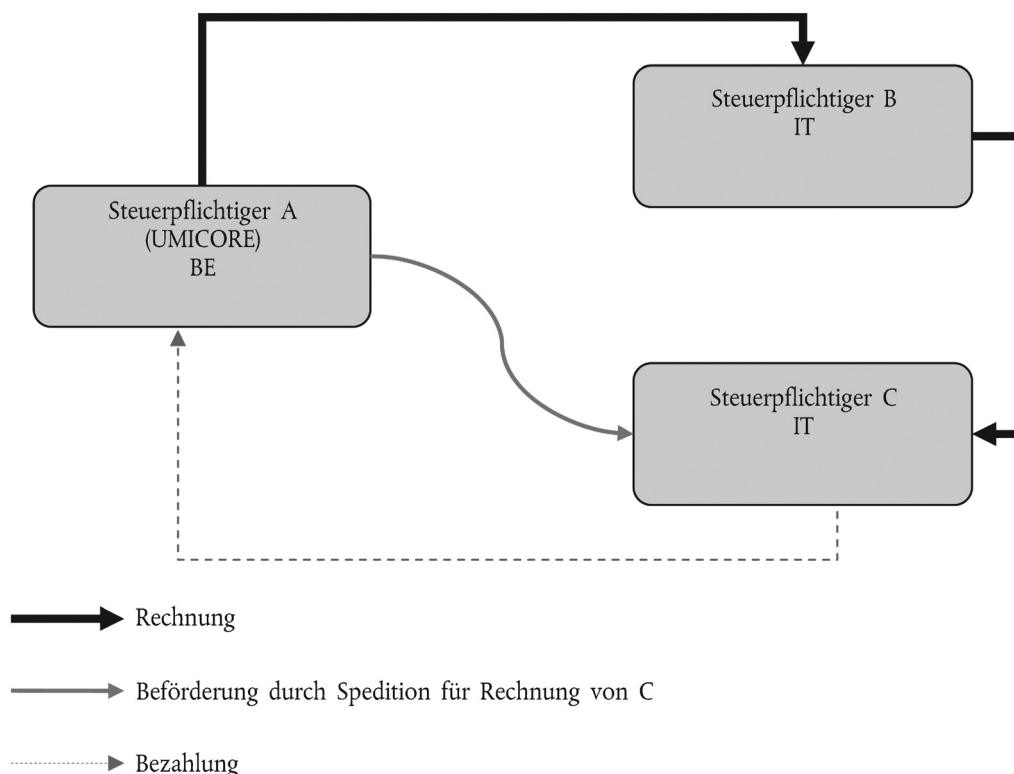 Steuerpflichtiger B
IT
Steuerpflichtiger A
(UMICORE)
BE
Steuerpflichtiger C
IT
Rechnung
Beförderung durch Spedition für Rechnung von C
Bezahlung